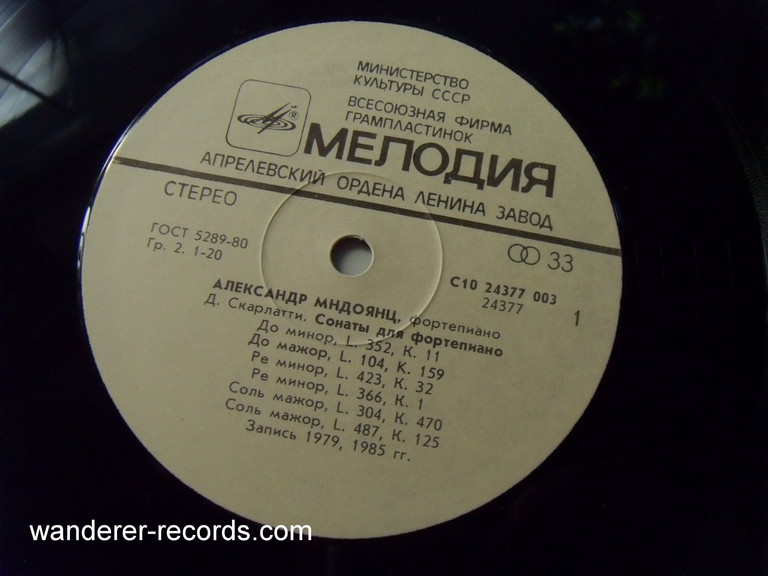 МИНИСТЕРСТВО
КУЛЬТУРЫ СССР
ВСЕСОЮЗНАЯ ФИРМА
ГРАМПЛАСТИНОК
МЕЛОДИЯ
АПРЕЛЕВСКИЙ ОРДЕНА ЛЕНИНА ЗАВОД
СТЕРЕО
33
ГОСТ 5289-80
Гр. 2. 1-20
С10 24377 003
24377
1
АЛЕКСАНДР МНДОЯНЦ, фортепиано
Д. Скарлатти. Сонаты для фортепиано
До минор, L. 352, К. 11
До мажор, L. 104, К. 159
Ре минор, L. 423, К. 32
Ре минор, L. 366, К. 1
Соль мажор, L. 304, К. 470
Соль мажор, L. 487, К. 125
Запись 1979, 1985 гг.
wanderer-records.com